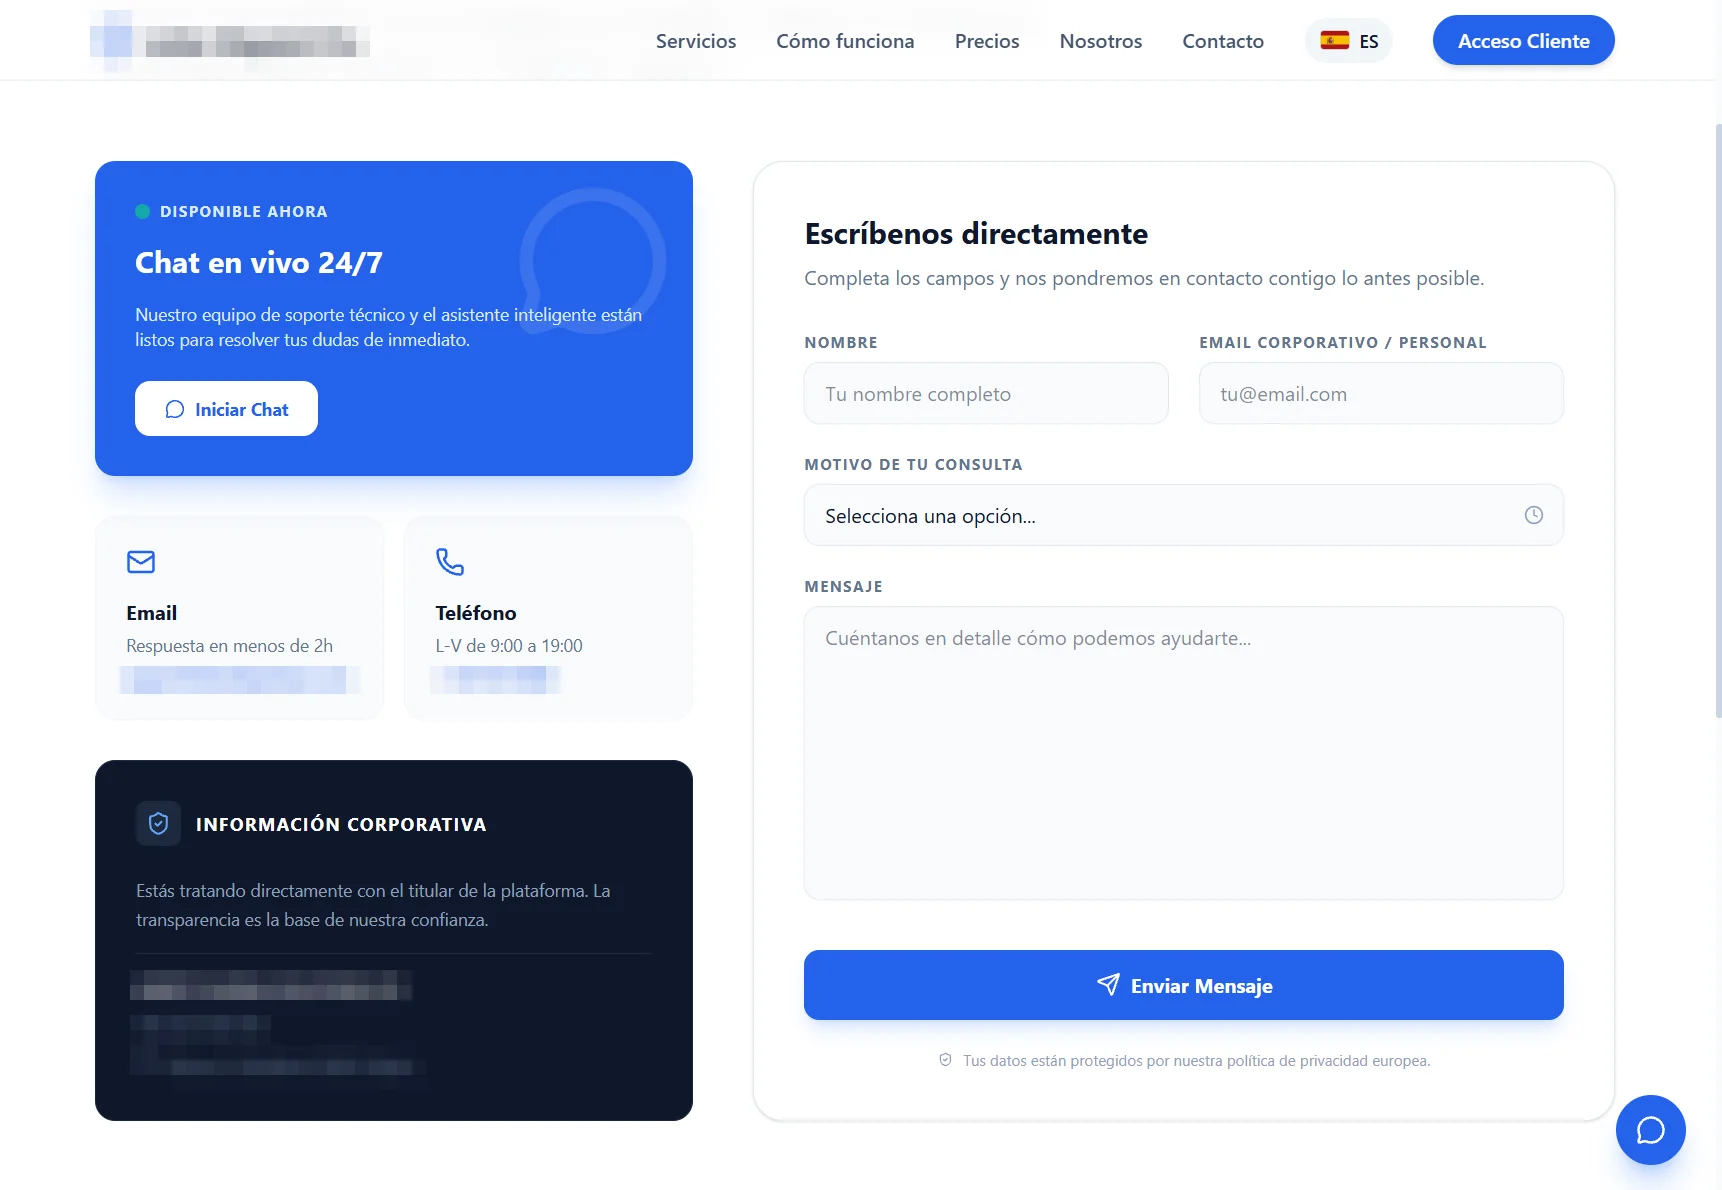 Servicios
Cómo funciona
Precios
Nosotros
Contacto
ES
Acceso Cliente
DISPONIBLE AHORA
Chat en vivo 24/7
Nuestro equipo de soporte técnico y el asistente inteligente están
listos para resolver tus dudas de inmediato.
Iniciar Chat
Email
Respuesta en menos de 2h
Teléfono
L-V de 9:00 a 19:00
INFORMACIÓN CORPORATIVA
Estás tratando directamente con el titular de la plataforma. La
transparencia es la base de nuestra confianza.
Escríbenos directamente
Completa los campos y nos pondremos en contacto contigo lo antes posible.
NOMBRE
Tu nombre completo
EMAIL CORPORATIVO / PERSONAL
tu@email.com
MOTIVO DE TU CONSULTA
Selecciona una opción...
MENSAJE
Cuéntanos en detalle cómo podemos ayudarte...
Enviar Mensaje
Tus datos están protegidos por nuestra política de privacidad europea.